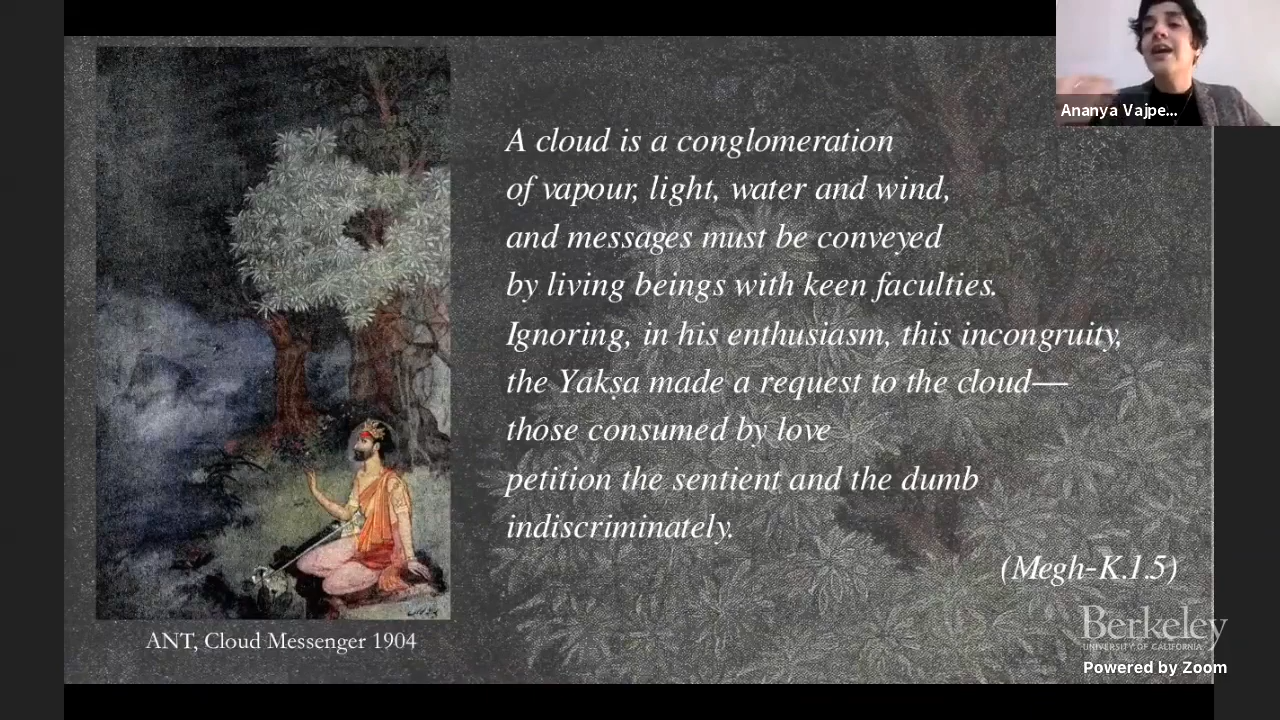 Ananya Vajpe...
A cloud is a conglomeration
of vapour, light, water and wind,
and messages must be conveyed
by living beings with keen faculties.
Ignoring, in his enthusiasm, this incongruity,
the Yakṣa made a request to the cloud—
those consumed by love
petition the sentient and the dumb
indiscriminately.
(Megh-K.1.5)
ANT, Cloud Messenger 1904
Berkeley
UNIVERSITY OF CALIFORNIA
Powered by Zoom